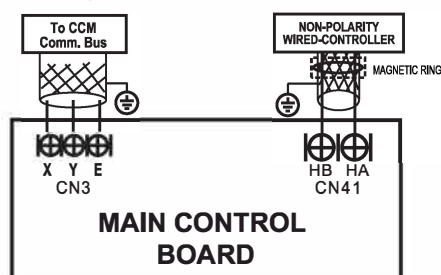 To CCM
Comm. Bus
NON-POLARITY
WIRED-CONTROLLER
MAGNETIC RING
X Y E
CN3
HB HA
CN41
MAIN CONTROL
BOARD